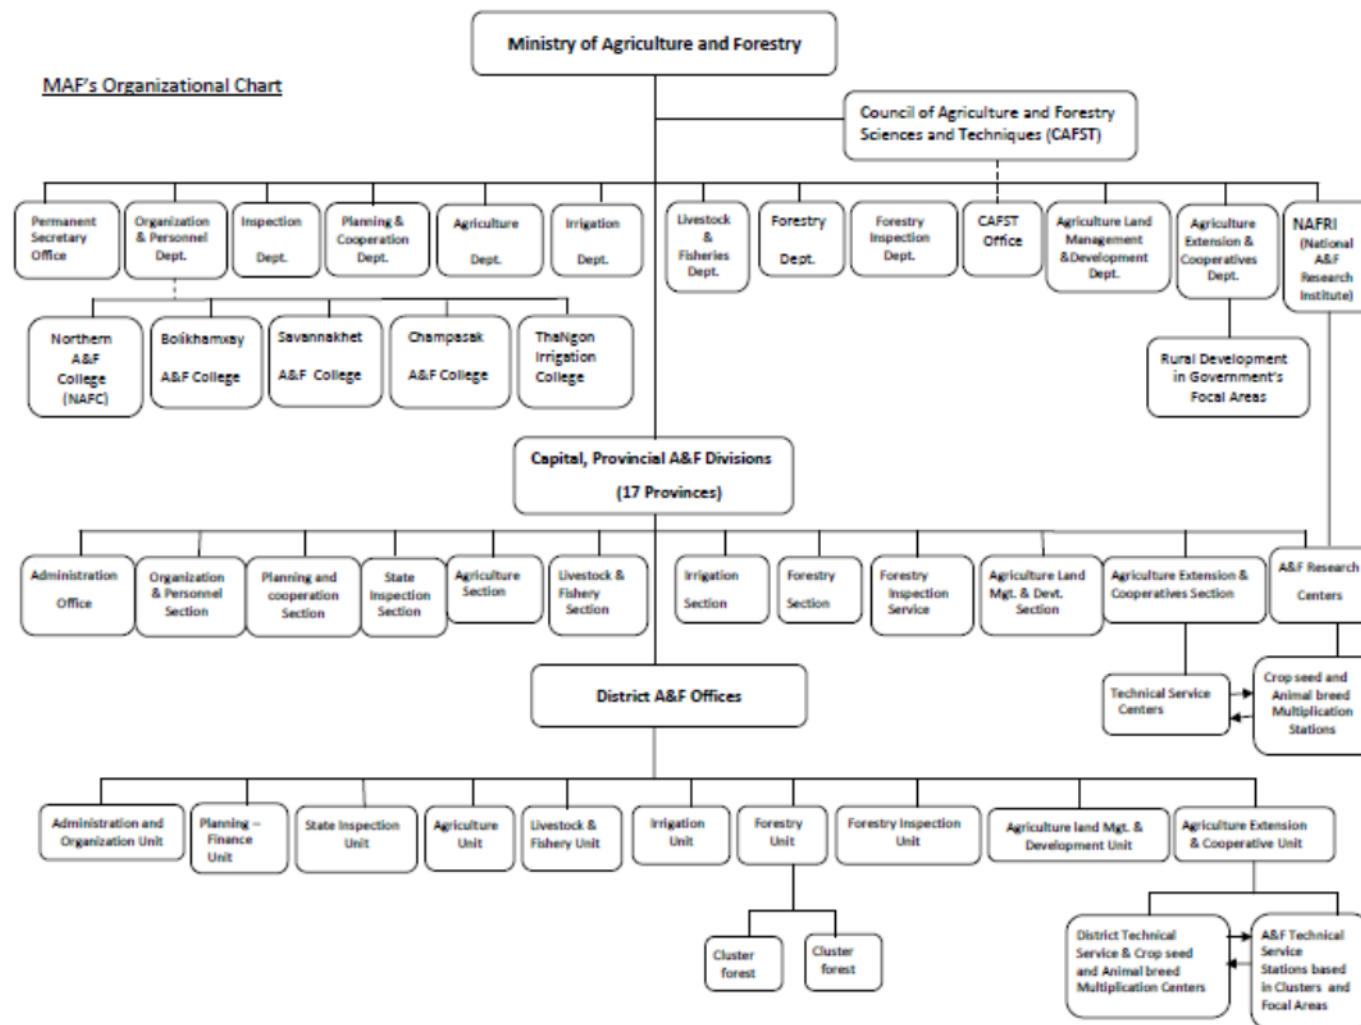 Ministry of Agriculture and Forestry
MAF's Organizational Chart
Council of Agriculture and Forestry
Sciences and Techniques (CAFST)
Permanent
Secretary
Office
Organization
& Personnel
Dept.
Inspection
Dept.
Planning &
Cooperation
Dept.
Agriculture
Dept.
Irrigation
Dept.
Livestock
&
Fisheries
Dept.
Forestry
Dept.
Forestry
Inspection
Dept.
CAFST
Office
Agriculture Land
Management
&Development
Dept.
Agriculture
Extension &
Cooperatives
Dept.
NAFRI
(National
A&F
Research
Institute)
Northern
A&F
College
(NAFC)
Bolikhamxay
A&F College
Savannakhet
A&F College
Champasak
A&F College
ThaNgon
Irrigation
College
Rural Development
in Government's
Focal Areas
Capital, Provincial A&F Divisions
(17 Provinces)
Administration
Office
Organization
& Personnel
Section
Planning and
cooperation
Section
State
Inspection
Section
Agriculture
Section
Livestock &
Fishery
Section
Irrigation
Section
Forestry
Section
Forestry
Inspection
Service
Agriculture Land
Mgt. & Devt.
Section
Agriculture Extension &
Cooperatives Section
A&F Research
Centers
Technical Service
Centers
Crop seed and
Animal breed
Multiplication
Stations
District A&F Offices
Administration and
Organization Unit
Planning –
Finance
Unit
State Inspection
Unit
Agriculture
Unit
Livestock &
Fishery Unit
Irrigation
Unit
Forestry
Unit
Forestry Inspection
Unit
Agriculture land Mgt. &
Development Unit
Agriculture Extension
& Cooperative Unit
Cluster
forest
Cluster
forest
District Technical
Service & Crop seed
and Animal breed
Multiplication Centers
A&F Technical
Service
Stations based
in Clusters and
Focal Areas